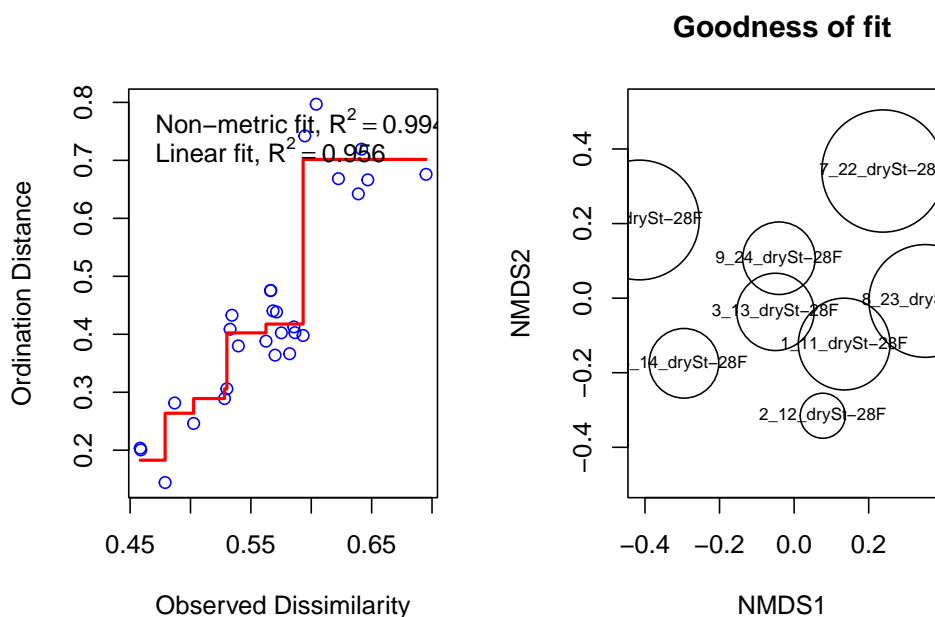 Goodness of fit
Non−metric fit, R2 = 0.994
Linear fit, R2 = 0.956
Ordination Distance
0.2 0.3 0.4 0.5 0.6 0.7 0.8
0.45 0.55 0.65
Observed Dissimilarity
NMDS2
−0.4 −0.2 0.0 0.2 0.4
7_22_drySt−28
drySt−28F
9_24_drySt−28F
8_23_dryS
3_13_drySt−28F
1_11_drySt−28F
_14_drySt−28F
2_12_drySt−28F
−0.4 −0.2 0.0 0.2
NMDS1